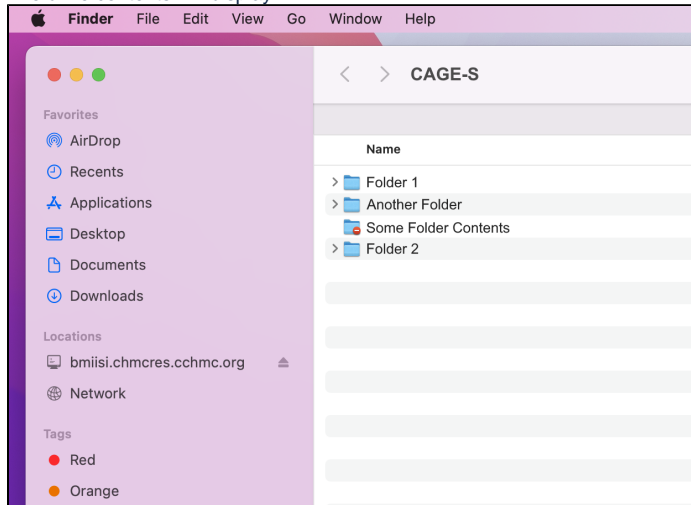 Finder File Edit View Go Window Help
CAGE-S
Favorites
AirDrop
Recents
Applications
Desktop
Documents
Downloads
Locations
bmiisi.chmcres.cchmc.org
Network
Tags
Red
Orange
Name
Folder 1
Another Folder
Some Folder Contents
Folder 2